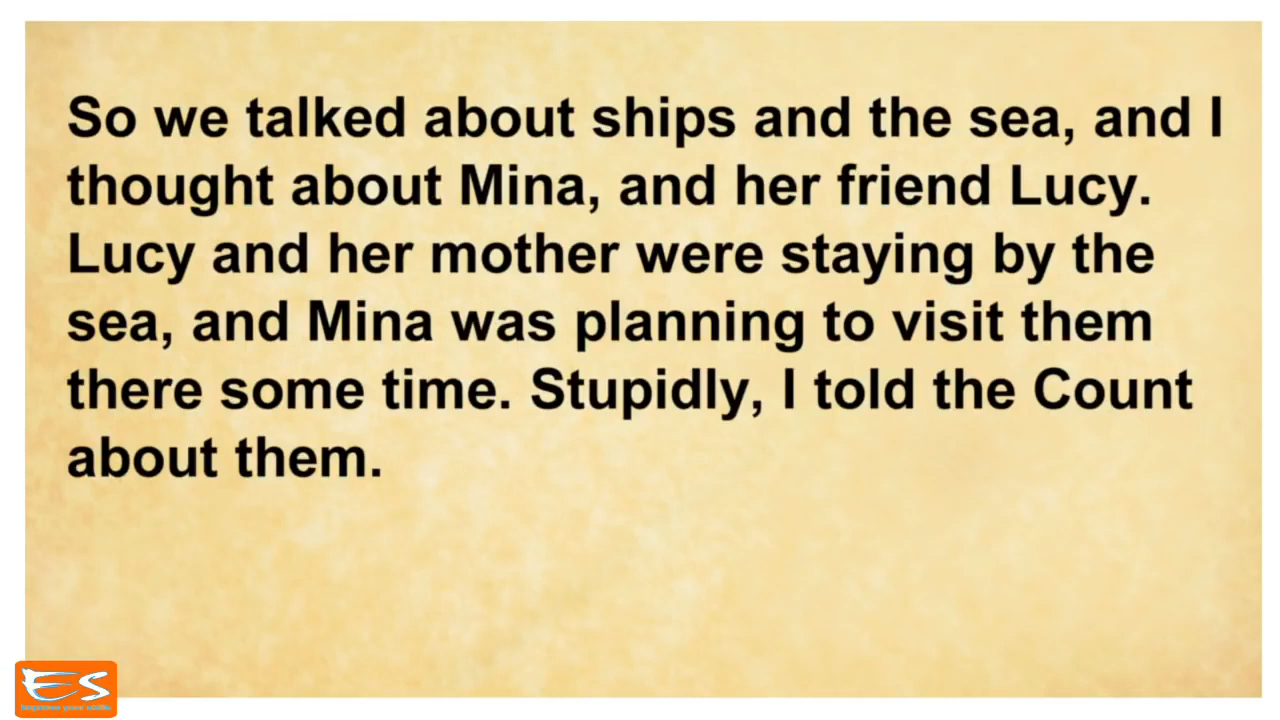 So we talked about ships and the sea, and I
thought about Mina, and her friend Lucy.
Lucy and her mother were staying by the
sea, and Mina was planning to visit them
there some time. Stupidly, I told the Count
about them.
ES